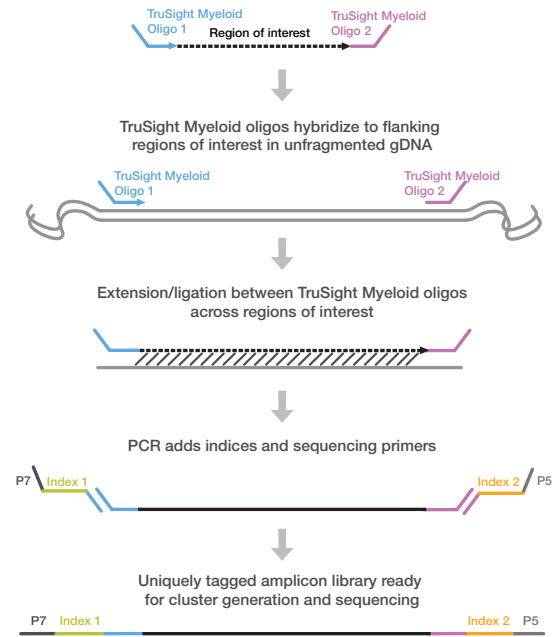 TruSight Myeloid
Oligo 1
Region of interest
TruSight Myeloid
Oligo 2
TruSight Myeloid oligos hybridize to flanking
regions of interest in unfragmented gDNA
TruSight Myeloid
Oligo 1
TruSight Myeloid
Oligo 2
Extension/ligation between TruSight Myeloid oligos
across regions of interest
PCR adds indices and sequencing primers
P7 Index 1
Index 2 P5
Uniquely tagged amplicon library ready
for cluster generation and sequencing
P7 Index 1
Index 2 P5